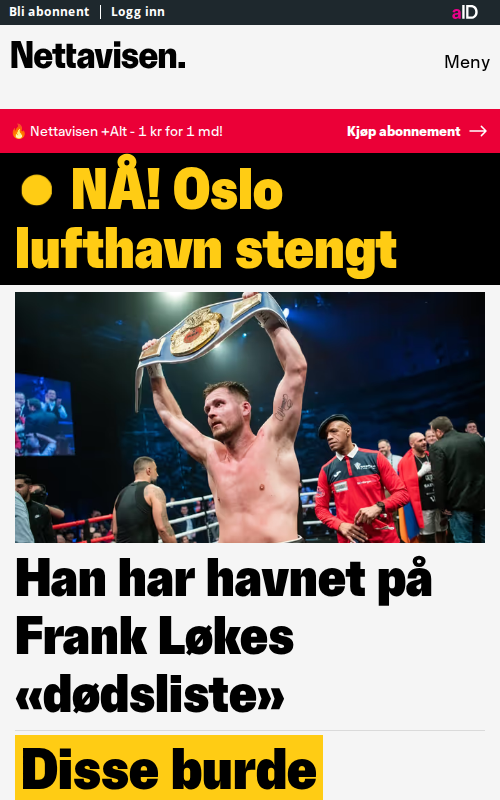 Bli abonnent | Logg inn
aID
Nettavisen.
Meny
Nettavisen +Alt - 1 kr for 1 md!
Kjøp abonnement →
NÅ! Oslo
lufthavn stengt
Han har havnet på
Frank Løkes
«dødsliste»
Disse burde